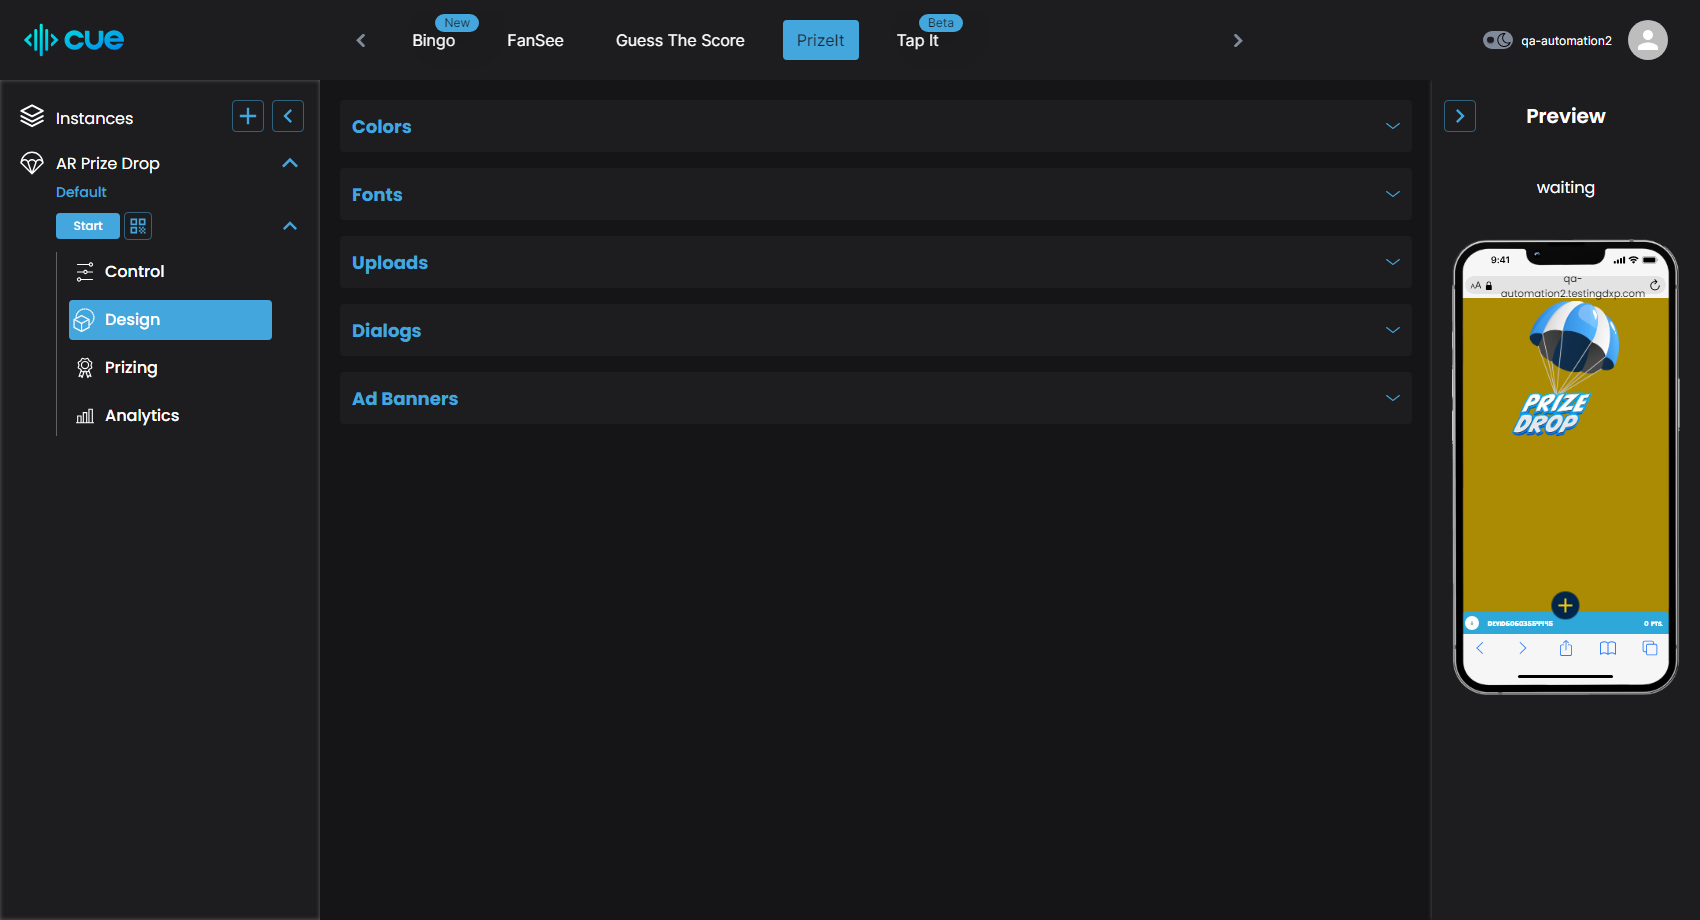 cue
New
Bingo
FanSee
Guess The Score
PrizeIt
Beta
Tap It
qa-automation2
Instances
AR Prize Drop
Default
Start
Control
Design
Prizing
Analytics
Colors
Fonts
Uploads
Dialogs
Ad Banners
Preview
waiting
9:41
AA
qa-
automation2.testingdxp.com
PRIZE
DROP
0 PTS.